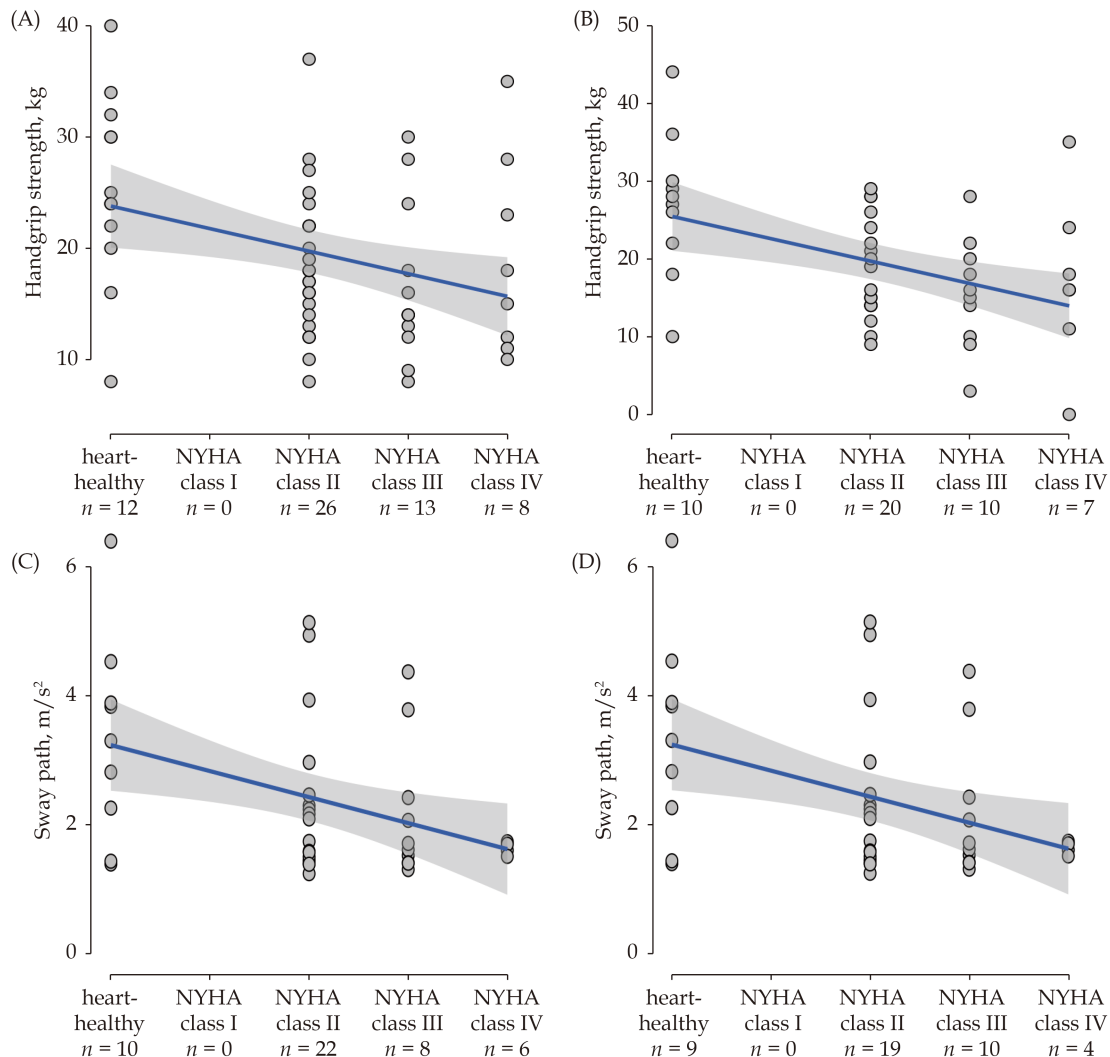 (A)
Handgrip strength, kg
40
30
20
10
heart-
healthy
n = 12
NYHA
class I
n = 0
NYHA
class II
n = 26
NYHA
class III
n = 13
NYHA
class IV
n = 8
(B)
Handgrip strength, kg
50
40
30
20
10
0
heart-
healthy
n = 10
NYHA
class I
n = 0
NYHA
class II
n = 20
NYHA
class III
n = 10
NYHA
class IV
n = 7
(C)
Sway path, m/s²
6
4
2
0
heart-
healthy
n = 10
NYHA
class I
n = 0
NYHA
class II
n = 22
NYHA
class III
n = 8
NYHA
class IV
n = 6
(D)
Sway path, m/s²
6
4
2
0
heart-
healthy
n = 9
NYHA
class I
n = 0
NYHA
class II
n = 19
NYHA
class III
n = 10
NYHA
class IV
n = 4